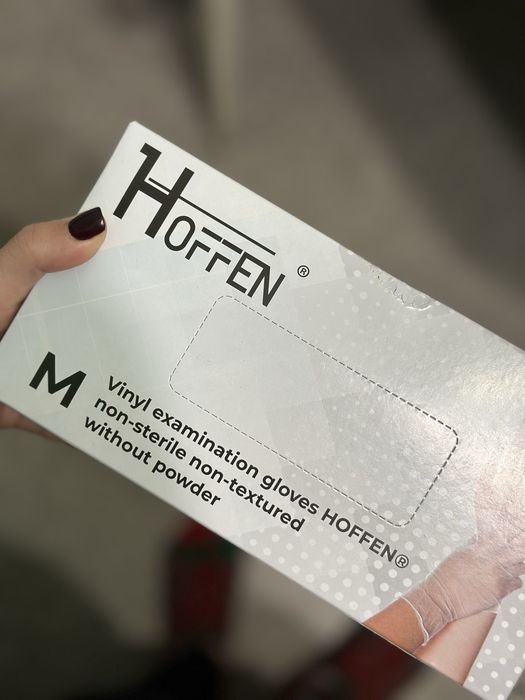 HOFFEN®
M
Vinyl examination gloves HOFFEN®
non-sterile non-textured
without powder